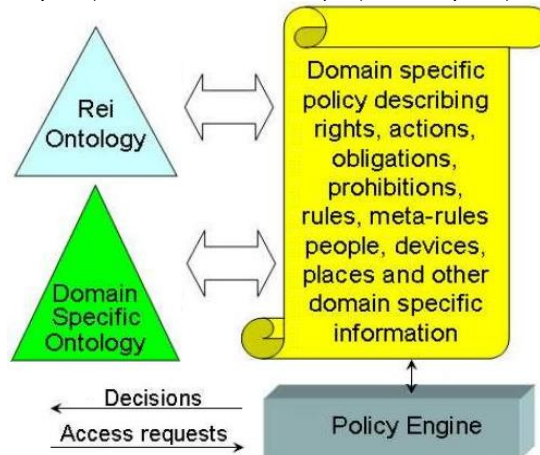 Rei
Ontology
Domain
Specific
Ontology
Domain specific
policy describing
rights, actions,
obligations,
prohibitions,
rules, meta-rules
people, devices,
places and other
domain specific
information
Decisions
Access requests
Policy Engine